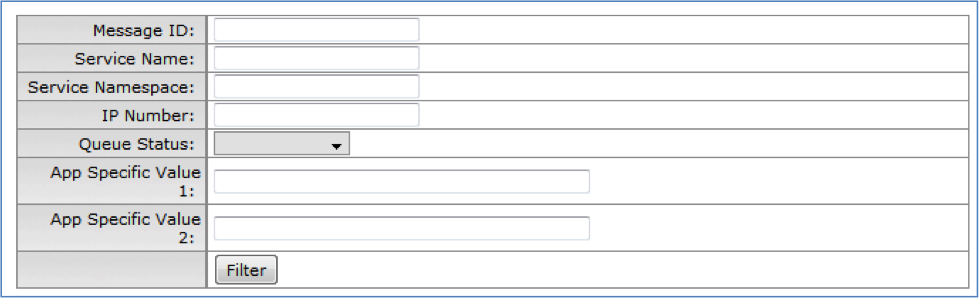 Message ID:
Service Name:
Service Namespace:
IP Number:
Queue Status:
App Specific Value
1:
App Specific Value
2:
Filter